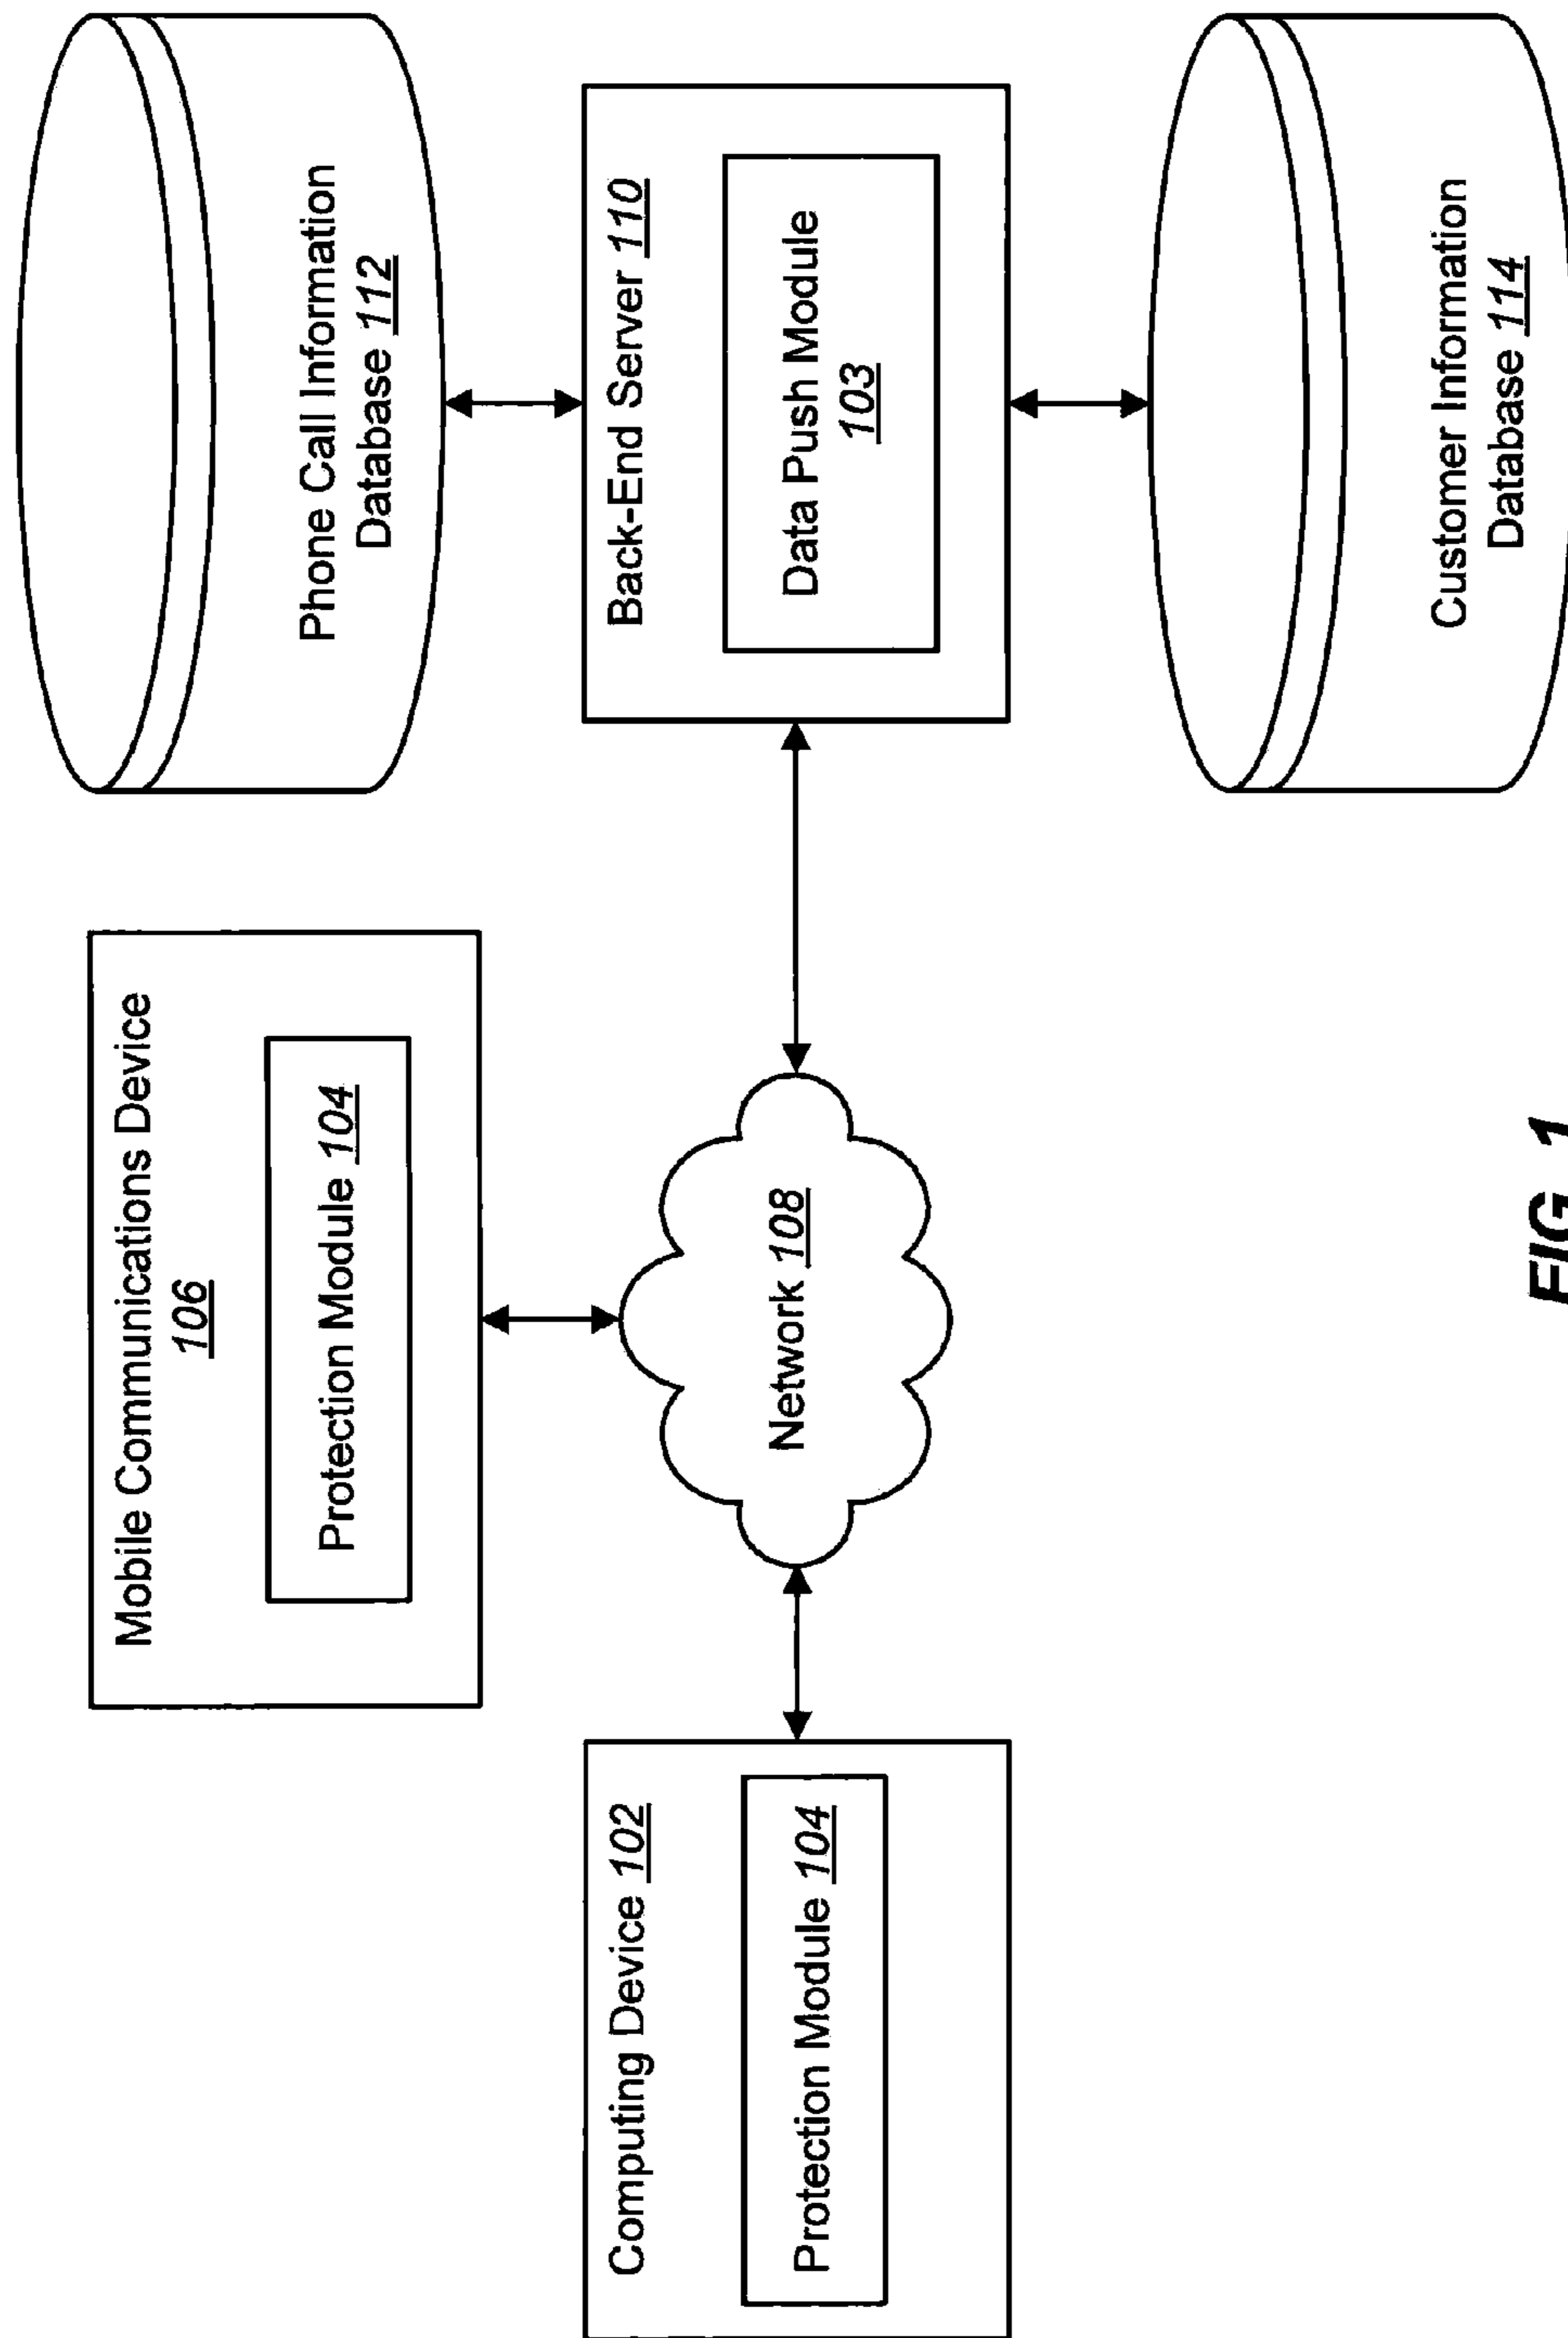 Mobile Communications Device
106
Protection Module 104
Phone Call Information
Database 112
Computing Device 102
Protection Module 104
Network 108
Back-End Server 110
Data Push Module
103
Customer Information
Database 114
FIG. 1